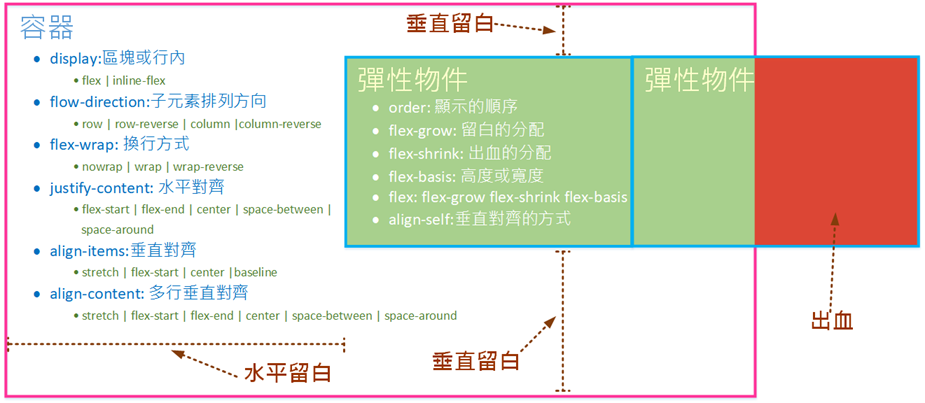 容器
• display:區塊或行內
• flex | inline-flex
• flow-direction:子元素排列方向
• row | row-reverse | column |column-reverse
• flex-wrap: 換行方式
• nowrap | wrap | wrap-reverse
• justify-content: 水平對齊
• flex-start | flex-end | center | space-between |
space-around
• align-items:垂直對齊
• stretch | flex-start | center |baseline
• align-content: 多行垂直對齊
• stretch | flex-start | flex-end | center | space-between | space-around
水平留白
垂直留白
彈性物件
• order: 顯示的順序
• flex-grow: 留白的分配
• flex-shrink: 出血的分配
• flex-basis: 高度或寬度
• flex: flex-grow flex-shrink flex-basis
• align-self:垂直對齊的方式
彈性物件
垂直留白
出血